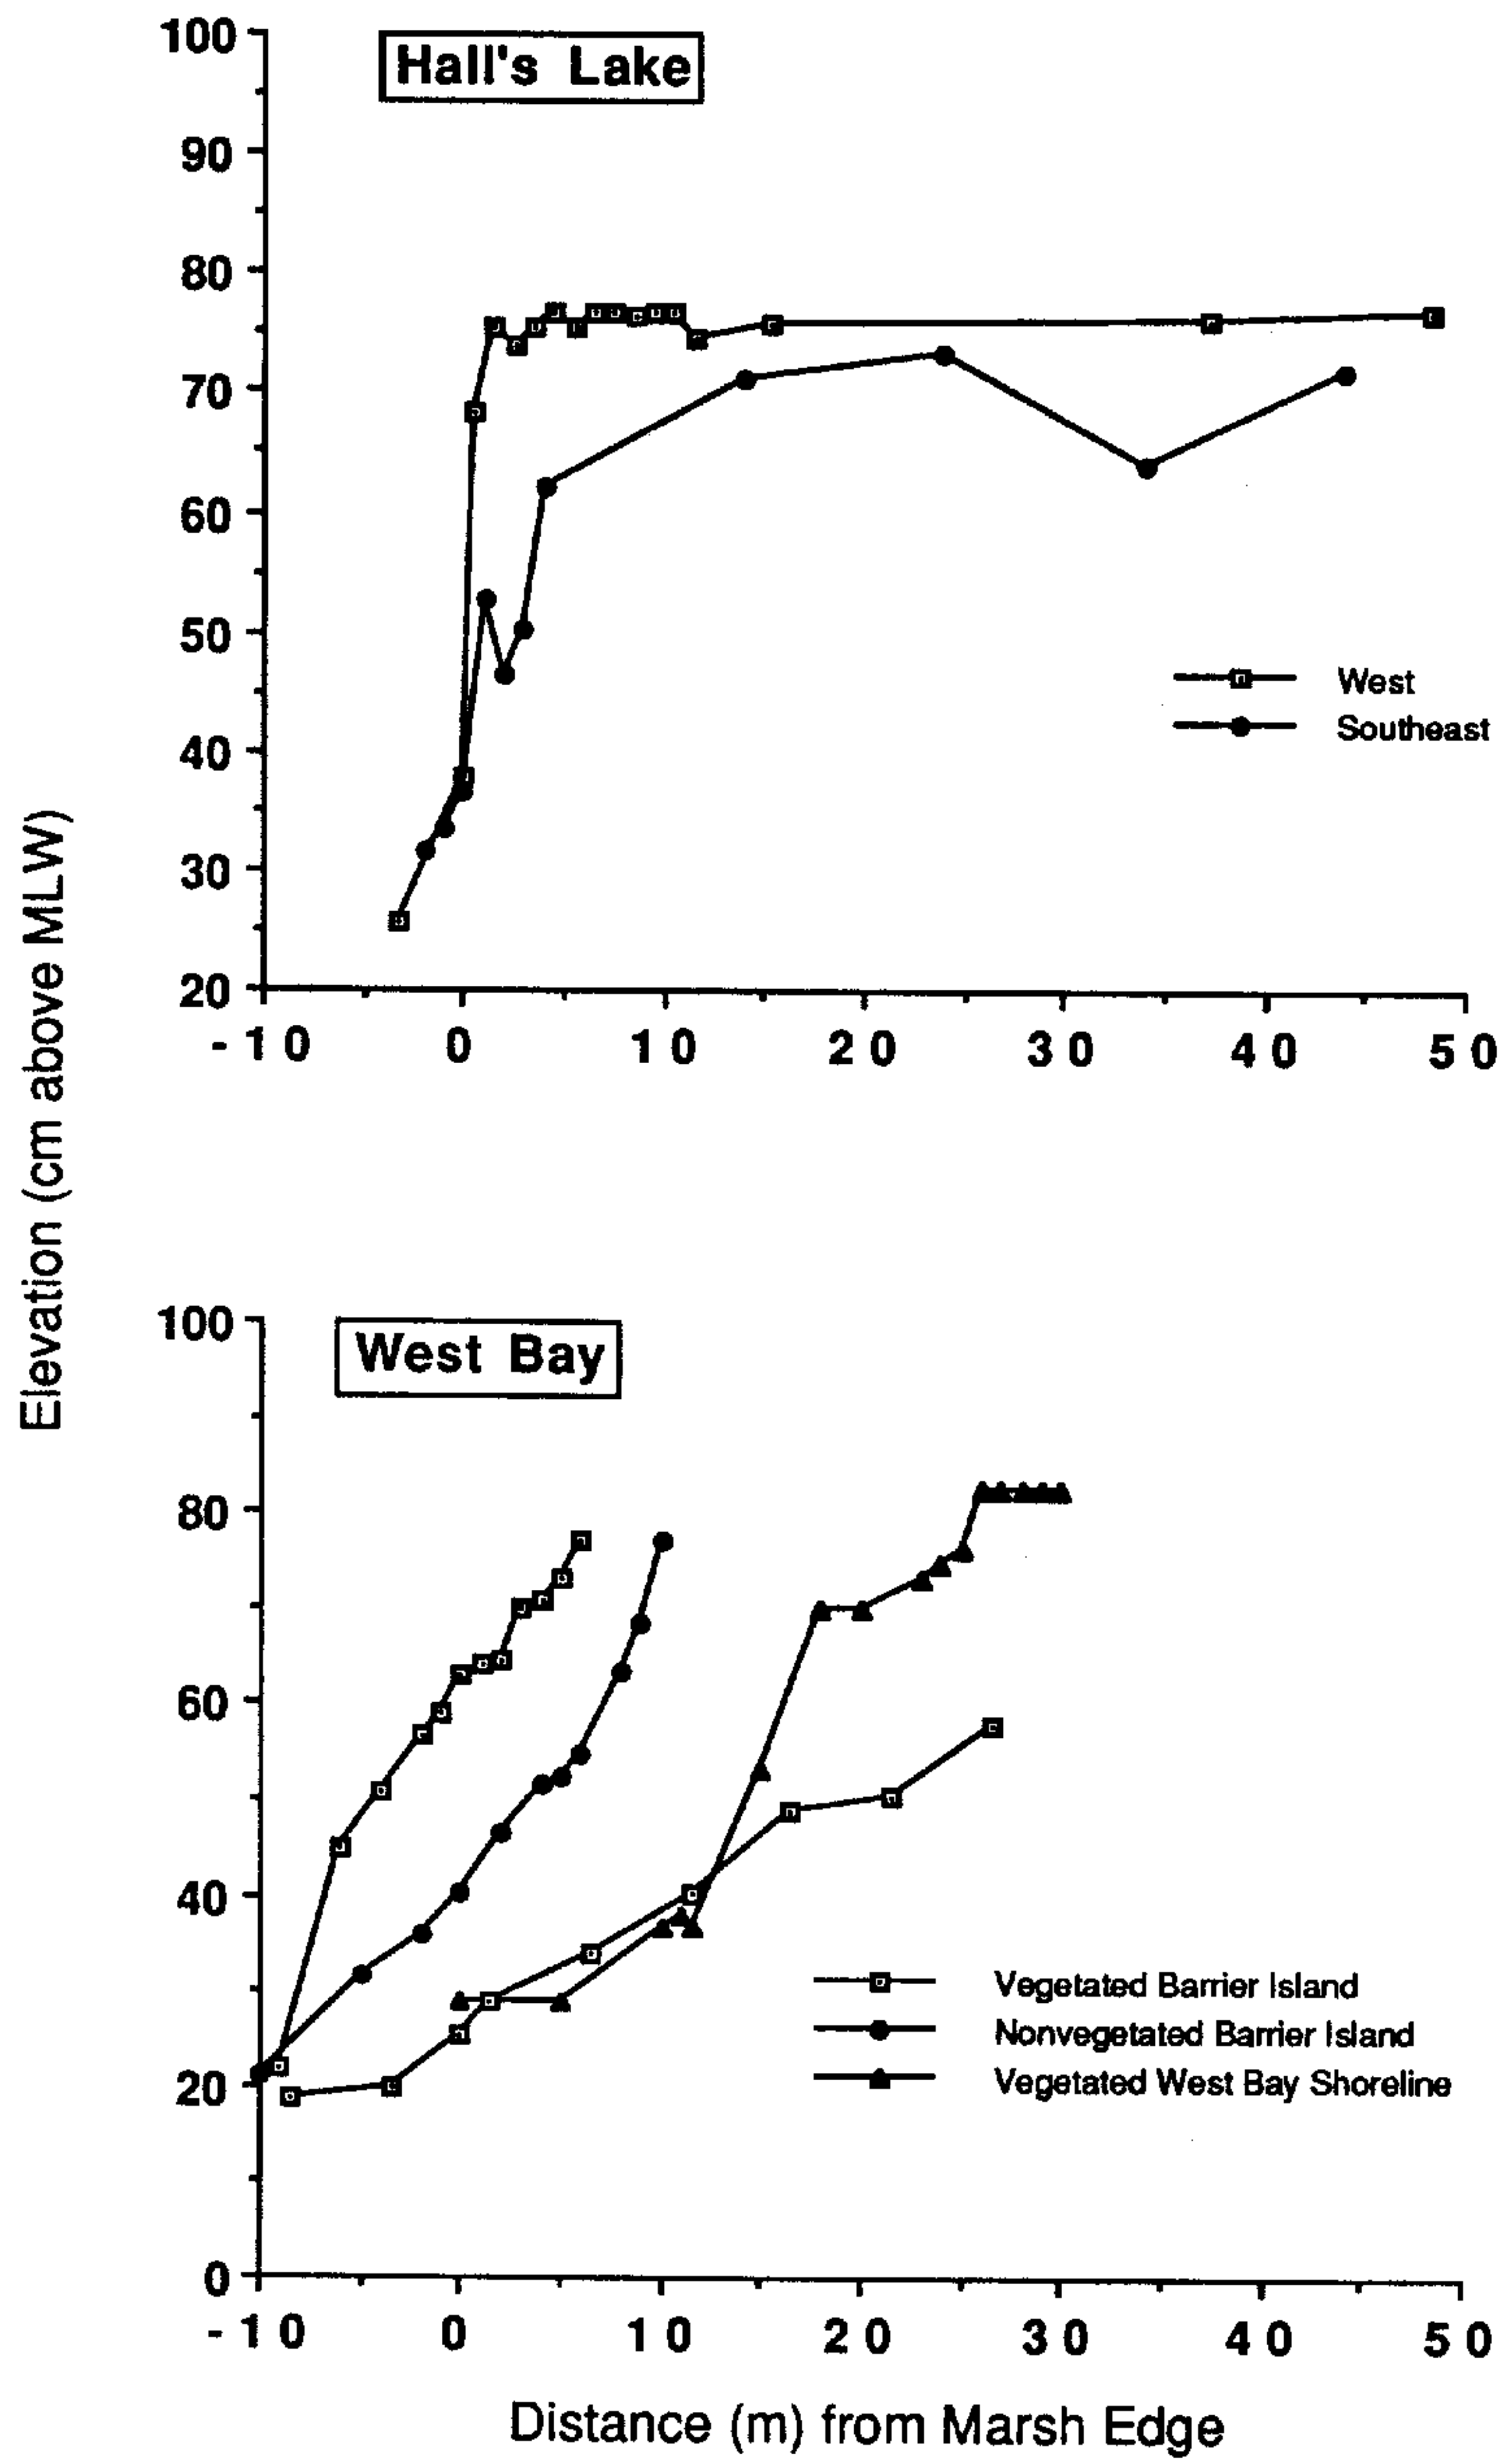 Elevation (cm above MLW)
Hall's Lake
100
90
80
70
60
50
40
30
20
-10 0 10 20 30 40 50
West
Southeast
West Bay
100
80
60
40
20
0
-10 0 10 20 30 40 50
Vegetated Barrier Island
Nonvegetated Barrier Island
Vegetated West Bay Shoreline
Distance (m) from Marsh Edge